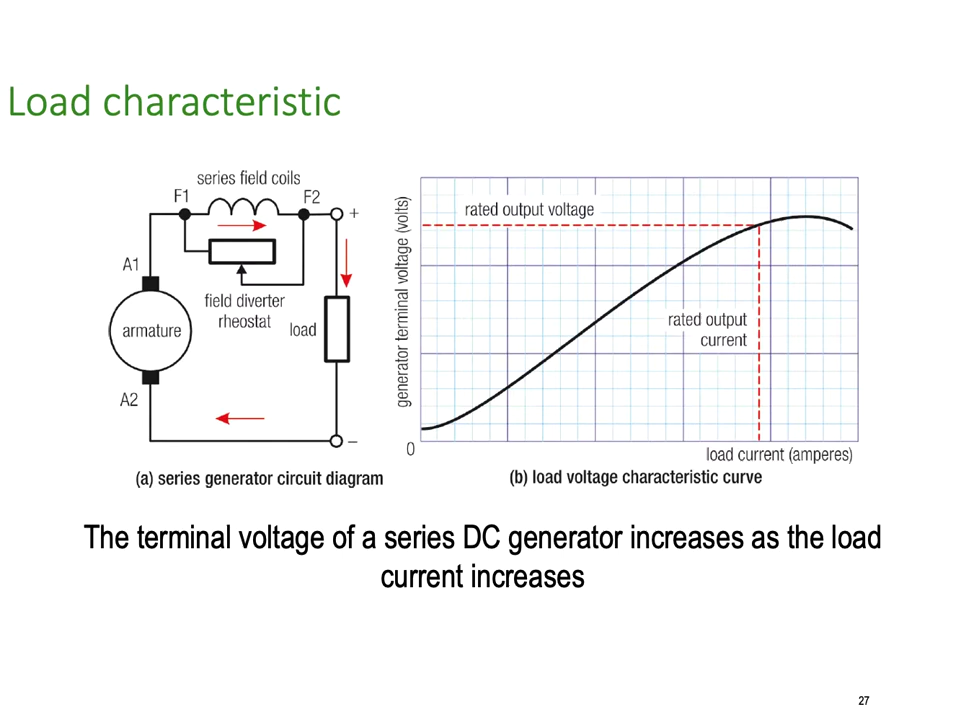 Load characteristic
series field coils
F1
F2
+
A1
field diverter
rheostat
load
armature
A2
–
(a) series generator circuit diagram
generator terminal voltage (volts)
rated output voltage
rated output
current
0
load current (amperes)
(b) load voltage characteristic curve
The terminal voltage of a series DC generator increases as the load
current increases
27